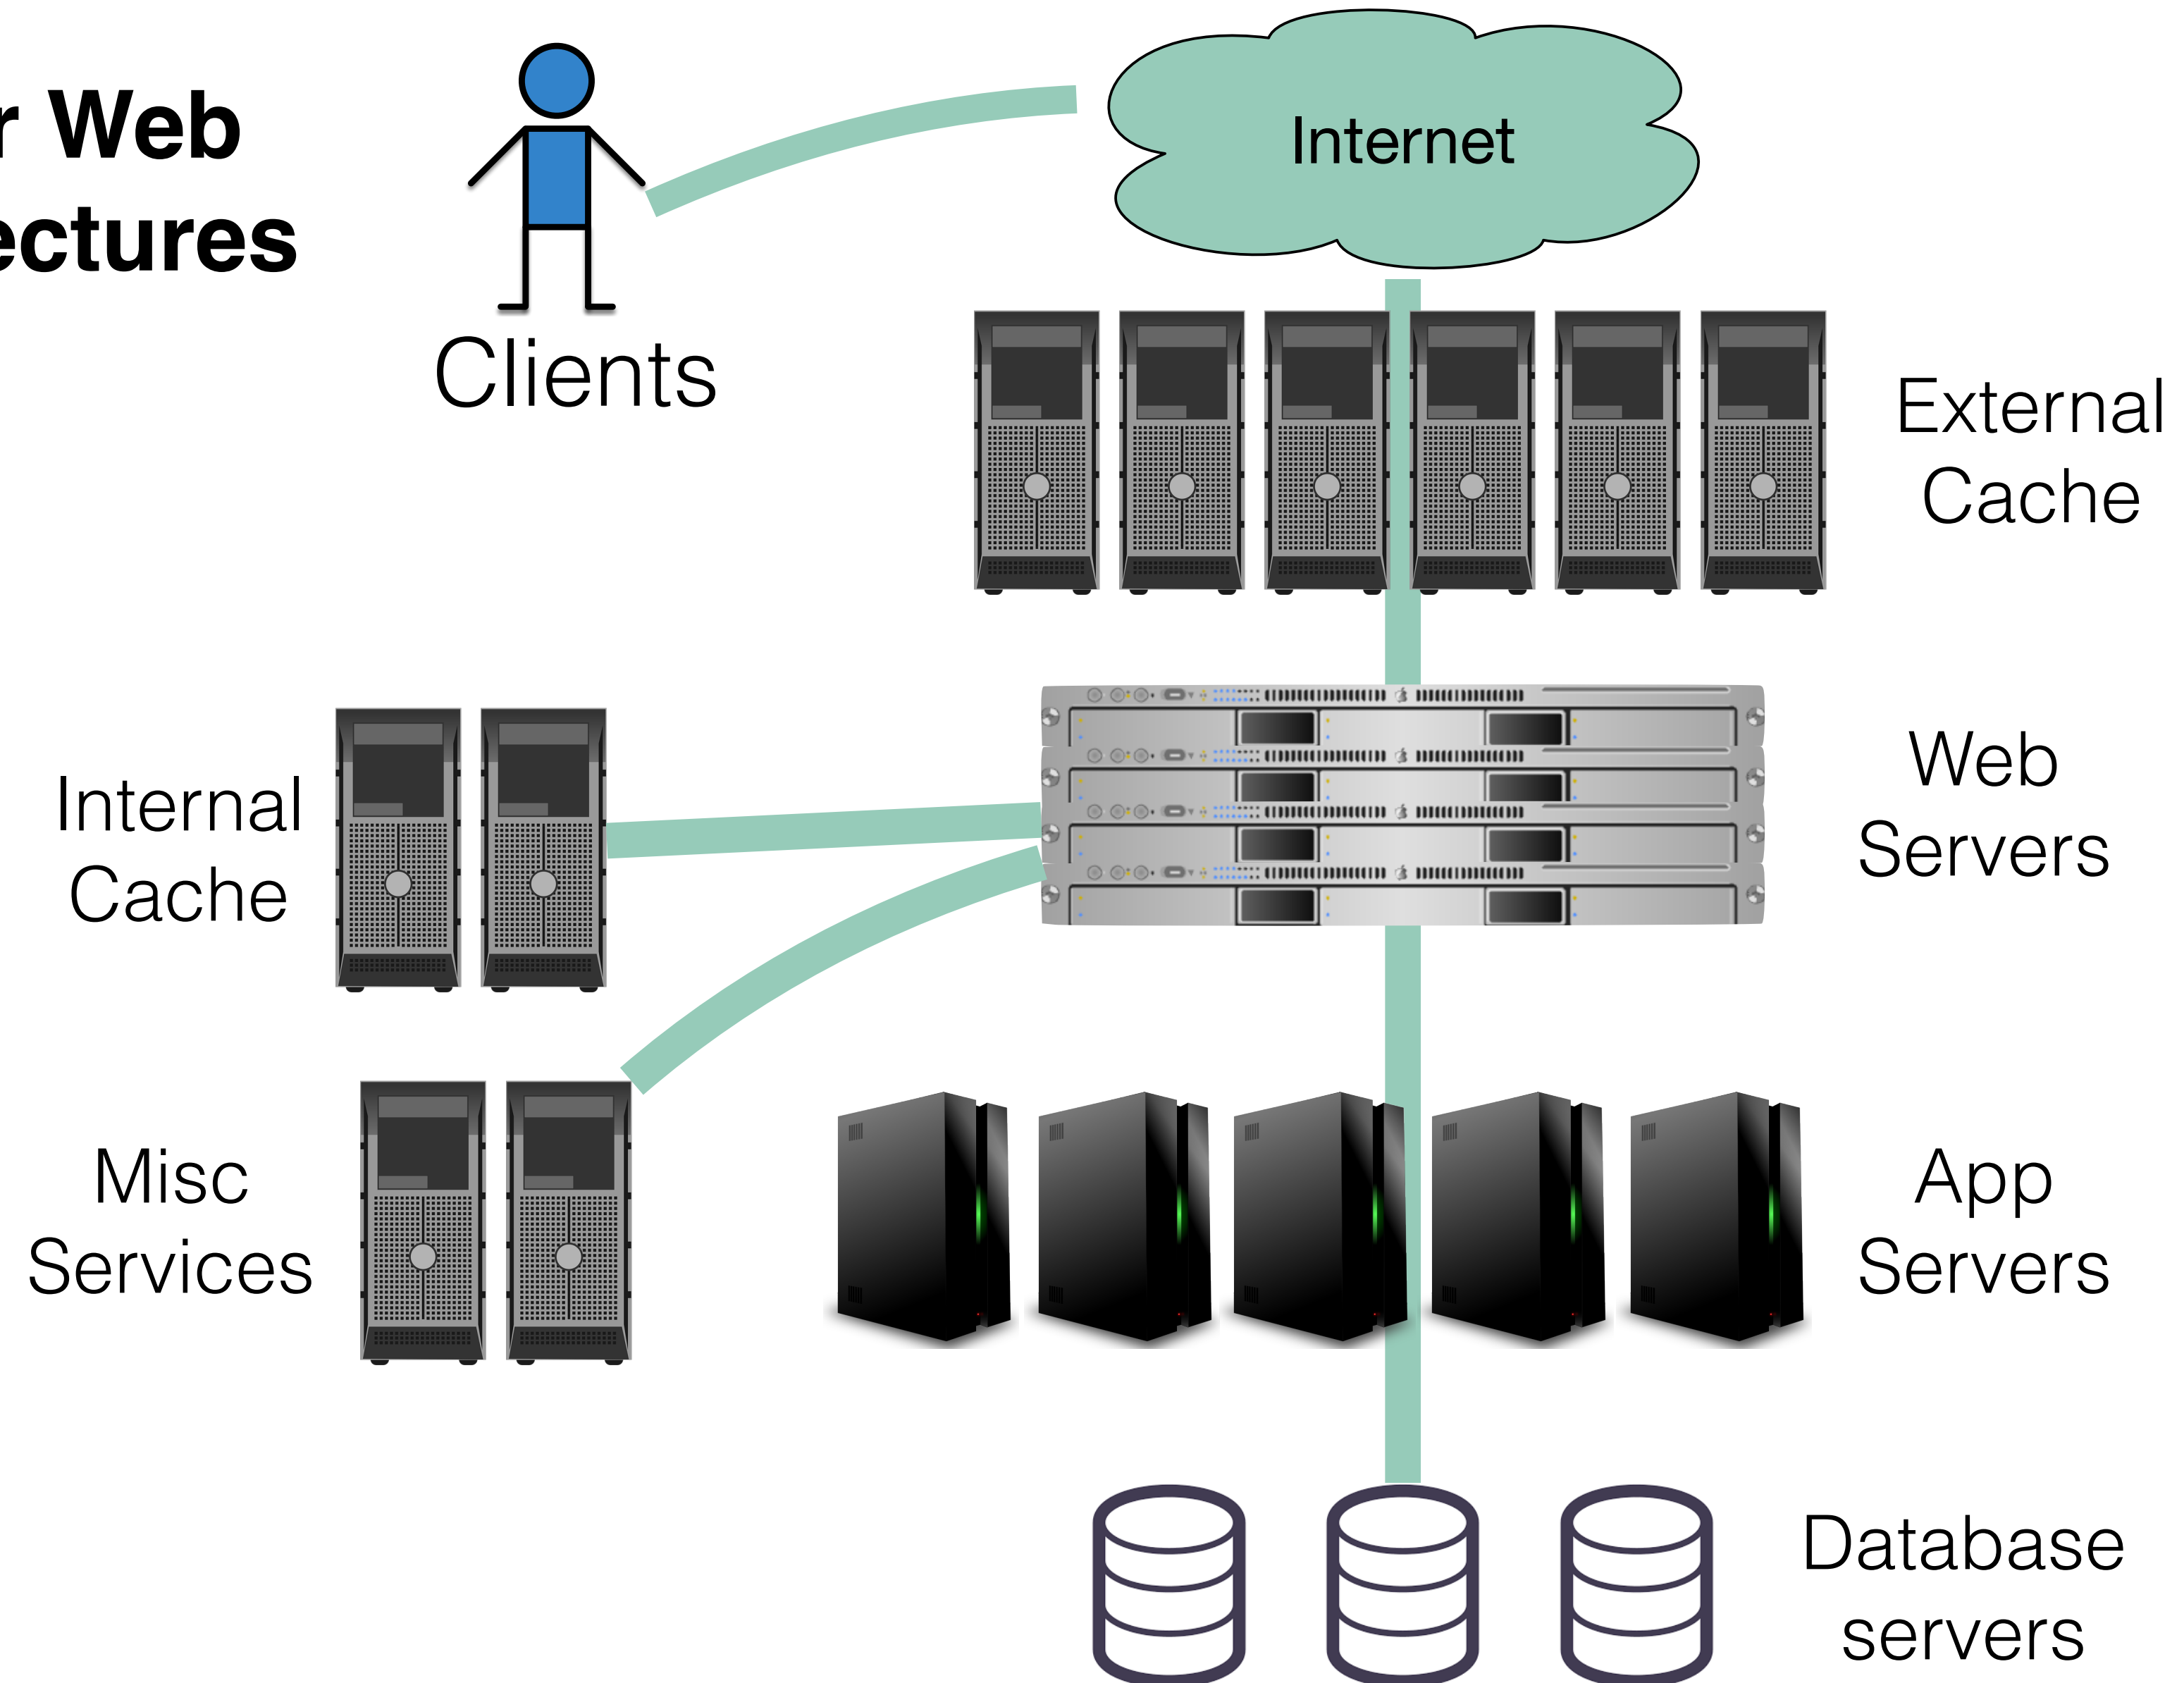 r Web
ectures
Internet
Clients
External
Cache
Internal
Cache
Web
Servers
Misc
Services
App
Servers
Database
servers